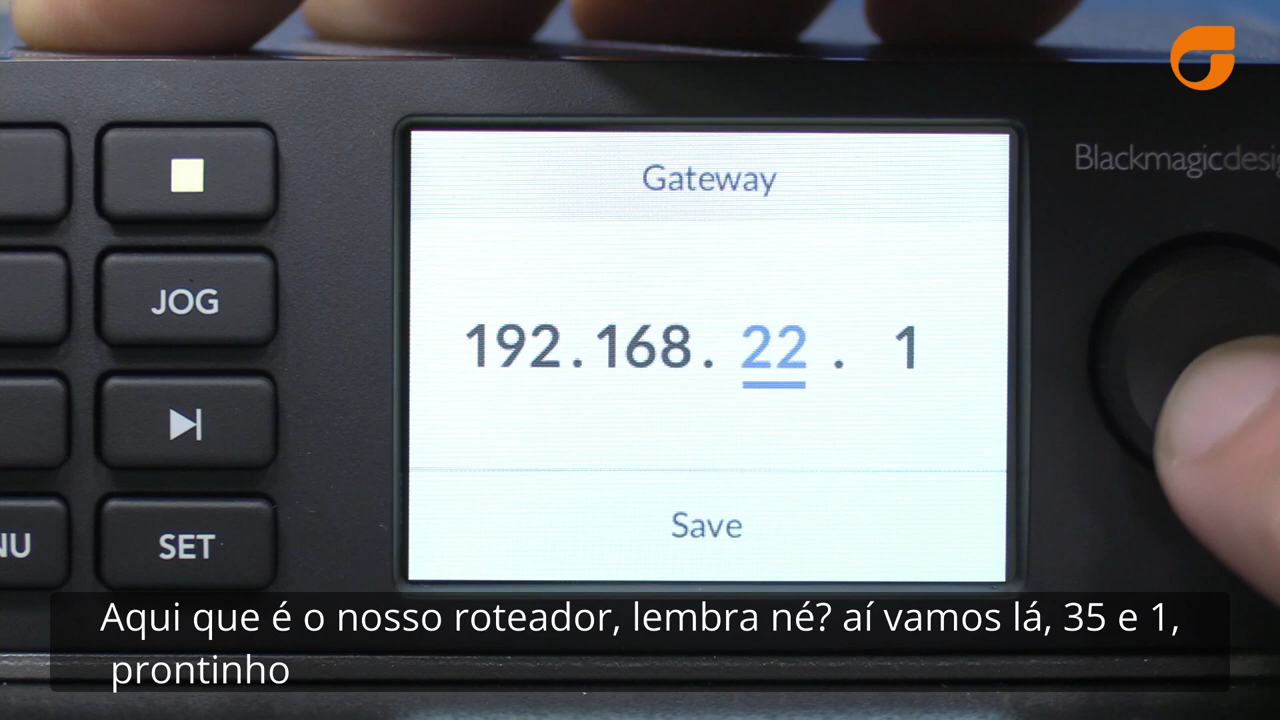 Gateway
Blackmagicdesig
JOG
192.168. 22 . 1
NU
SET
Save
Aqui que é o nosso roteador, lembra né? aí vamos lá, 35 e 1,
prontinho